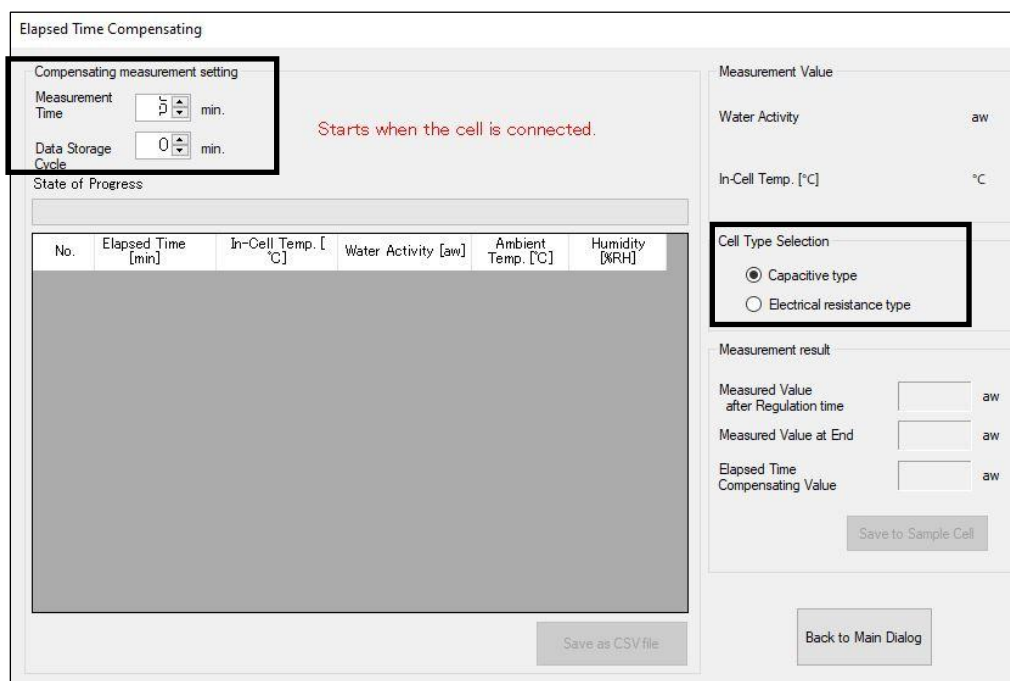 Elapsed Time Compensating
Compensating measurement setting
Measurement
Time
5
min.
Data Storage
Cycle
0
min.
Starts when the cell is connected.
State of Progress
No.
Elapsed Time
[min]
In-Cell Temp. [
℃]
Water Activity [aw]
Ambient
Temp. [℃]
Humidity
[%RH]
Save as CSV file
Measurement Value
Water Activity
aw
In-Cell Temp. [°C]
°C
Cell Type Selection
Capacitive type
Electrical resistance type
Measurement result
Measured Value
after Regulation time
aw
Measured Value at End
aw
Elapsed Time
Compensating Value
aw
Save to Sample Cell
Back to Main Dialog